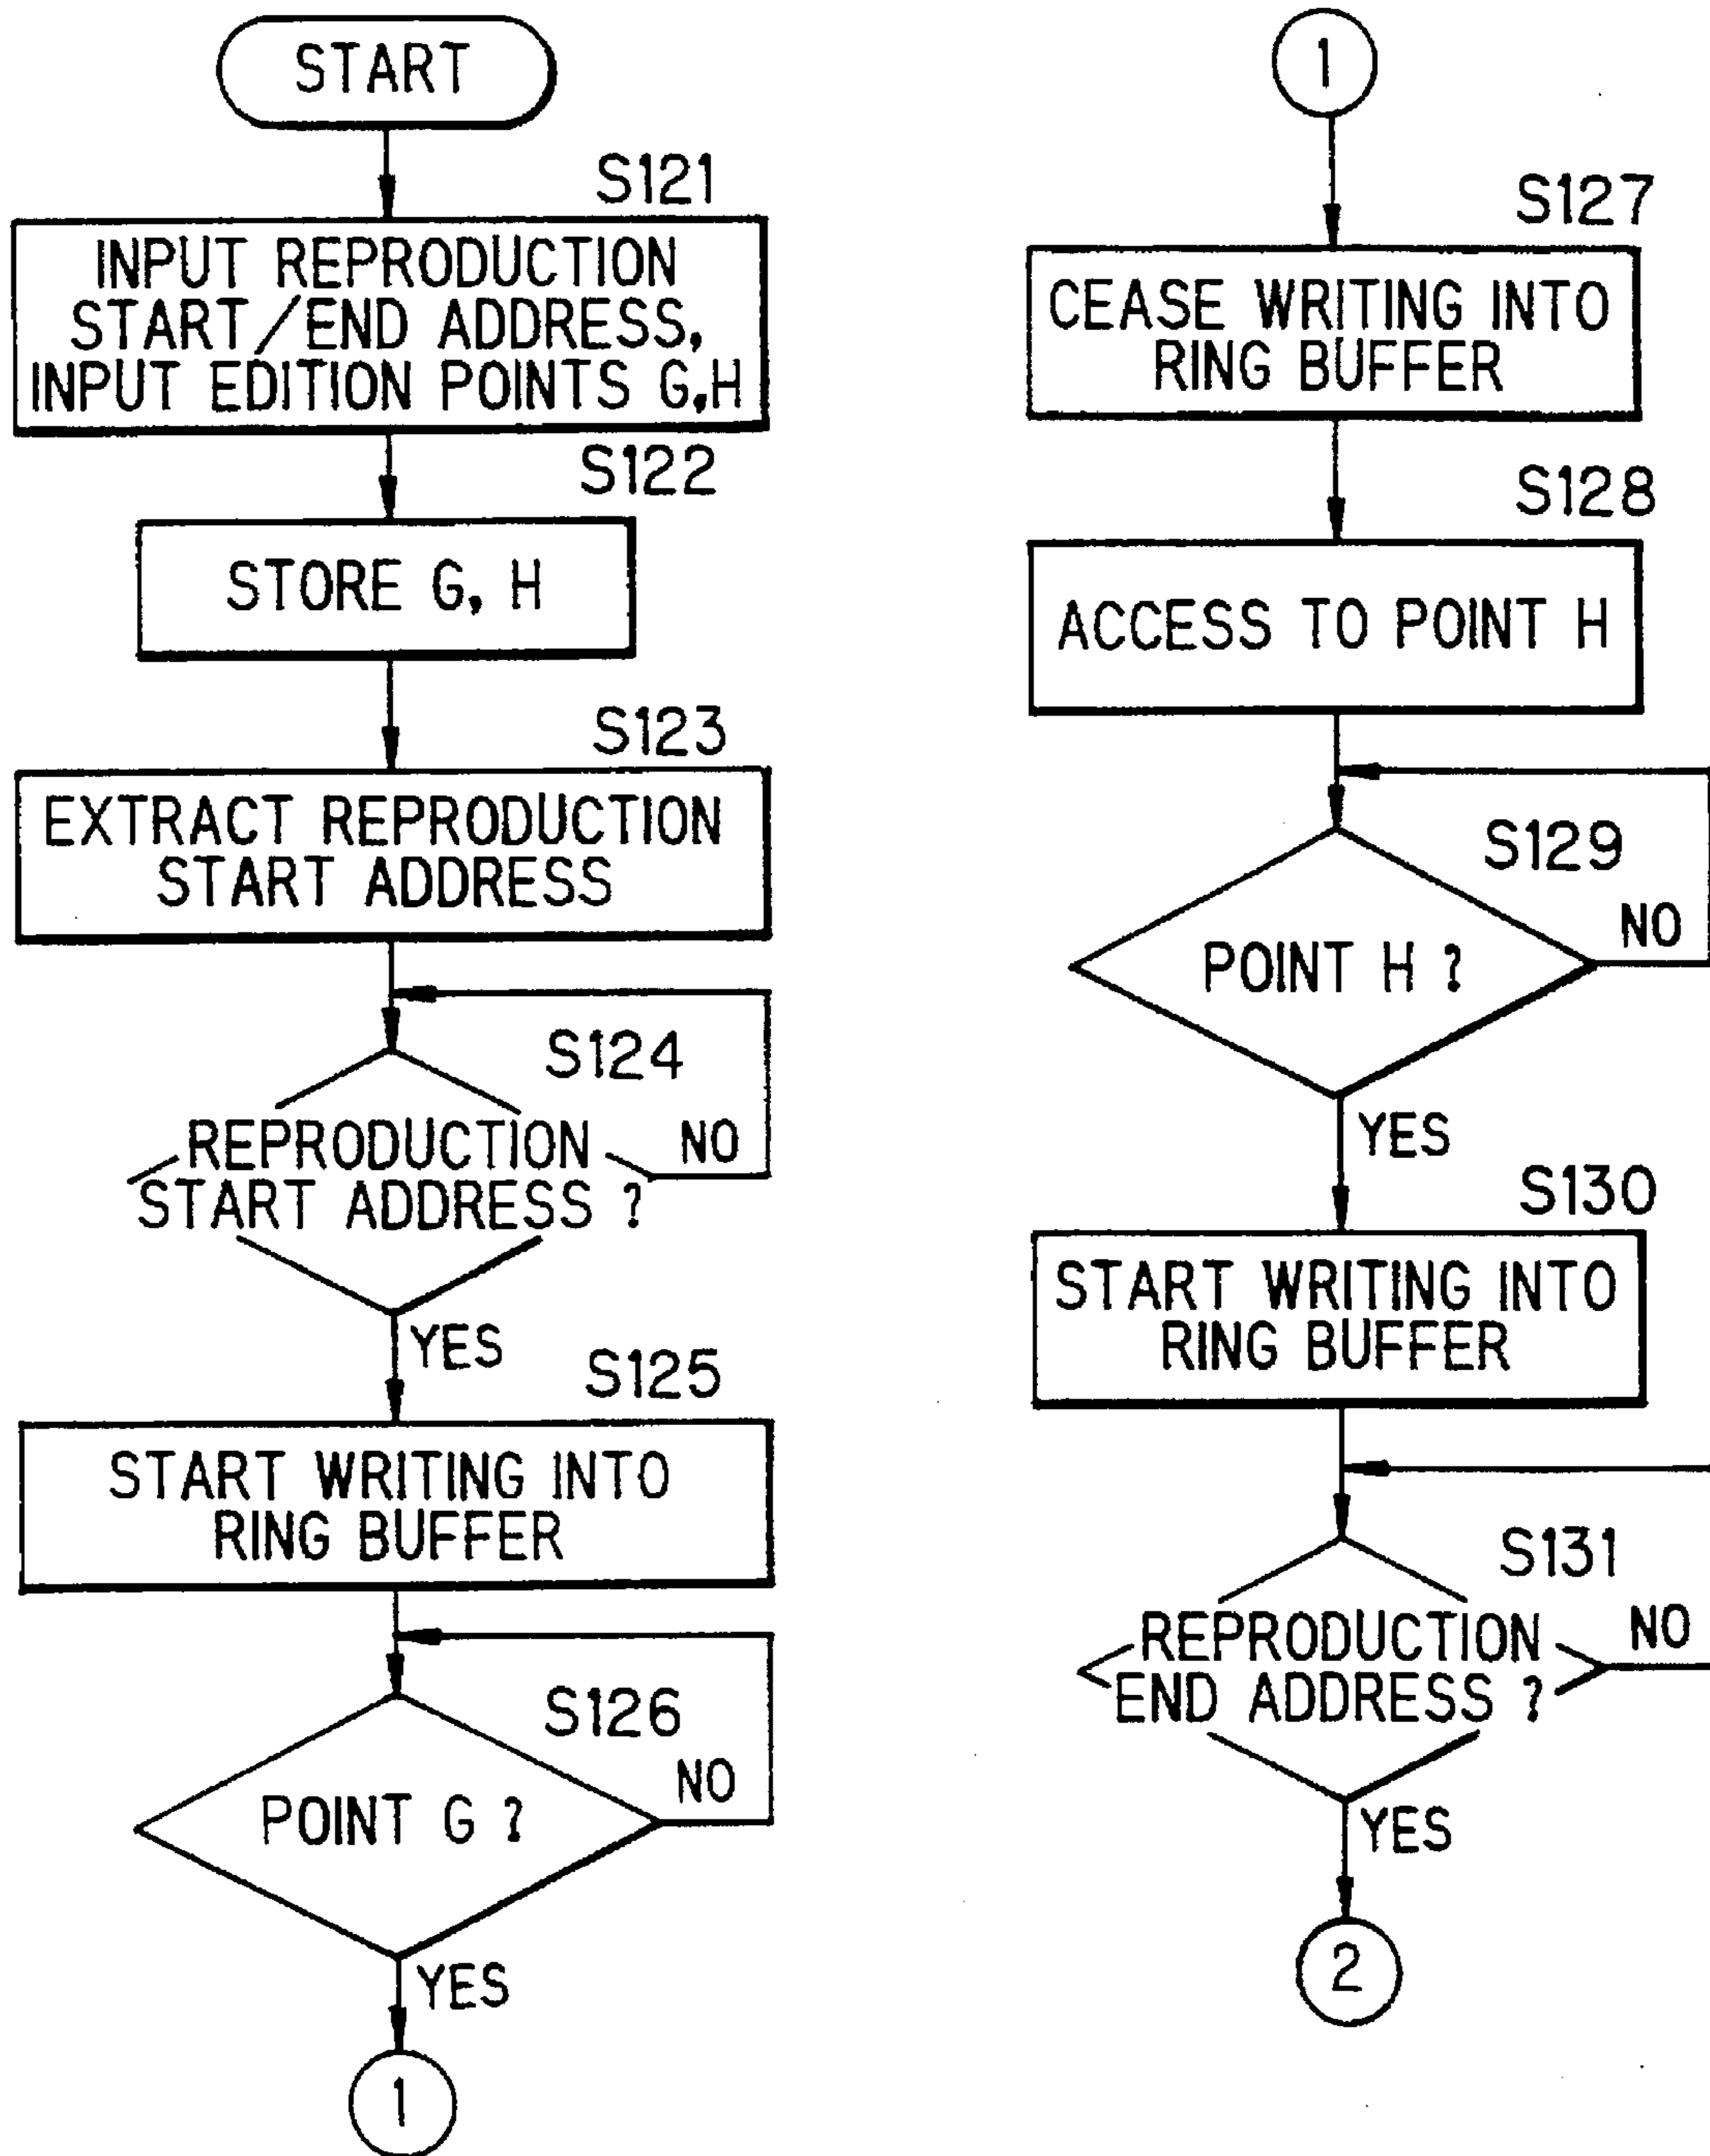 START
S121
INPUT REPRODUCTION
START/END ADDRESS,
INPUT EDITION POINTS G,H
S122
STORE G, H
S123
EXTRACT REPRODUCTION
START ADDRESS
S124
REPRODUCTION
START ADDRESS ?
NO
YES
S125
START WRITING INTO
RING BUFFER
S126
POINT G ?
NO
YES
1
1
S127
CEASE WRITING INTO
RING BUFFER
S128
ACCESS TO POINT H
S129
POINT H ?
NO
YES
S130
START WRITING INTO
RING BUFFER
S131
REPRODUCTION
END ADDRESS ?
NO
YES
2